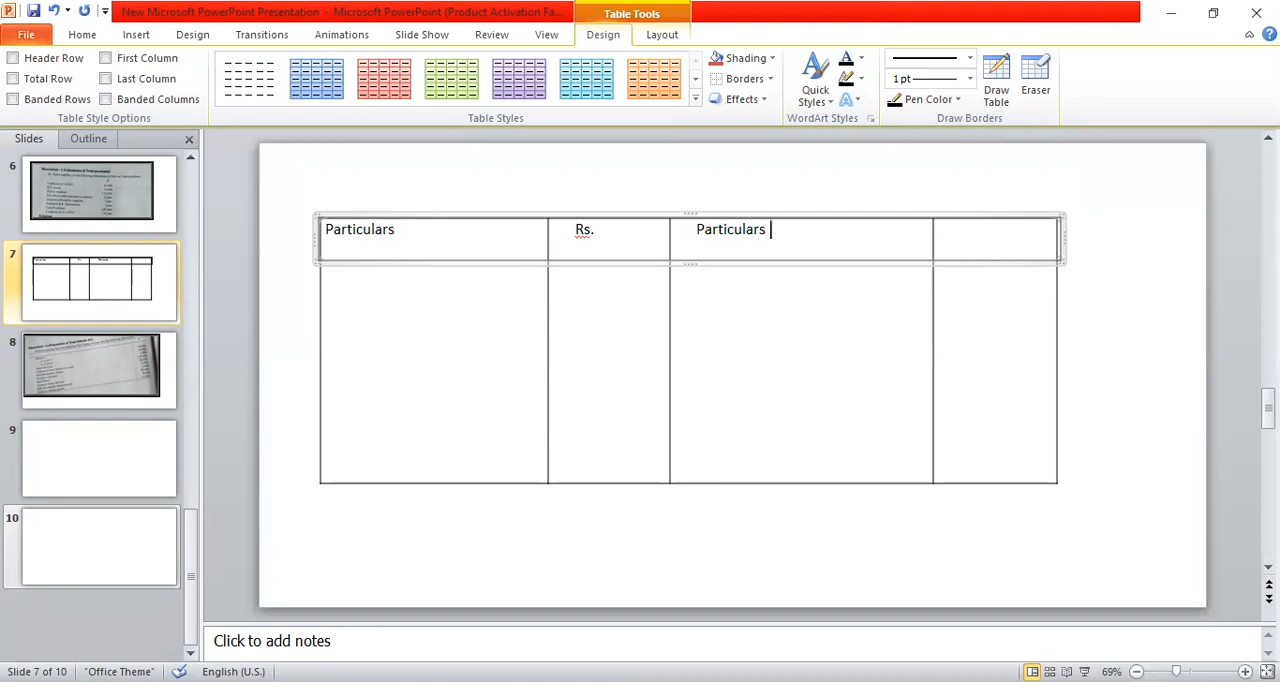 New Microsoft PowerPoint Presentation - Microsoft PowerPoint (Product Activation Fa...
Table Tools
File Home Insert Design Transitions Animations Slide Show Review View Design Layout
Header Row First Column
Total Row Last Column
Banded Rows Banded Columns
Table Style Options
Table Styles
Shading
Borders
Effects
Quick
Styles
WordArt Styles
1 pt
Pen Color
Draw
Table
Eraser
Draw Borders
Slides Outline
6
7
8
9
10
Particulars Rs. Particulars
Click to add notes
Slide 7 of 10 "Office Theme" English (U.S.) 69%